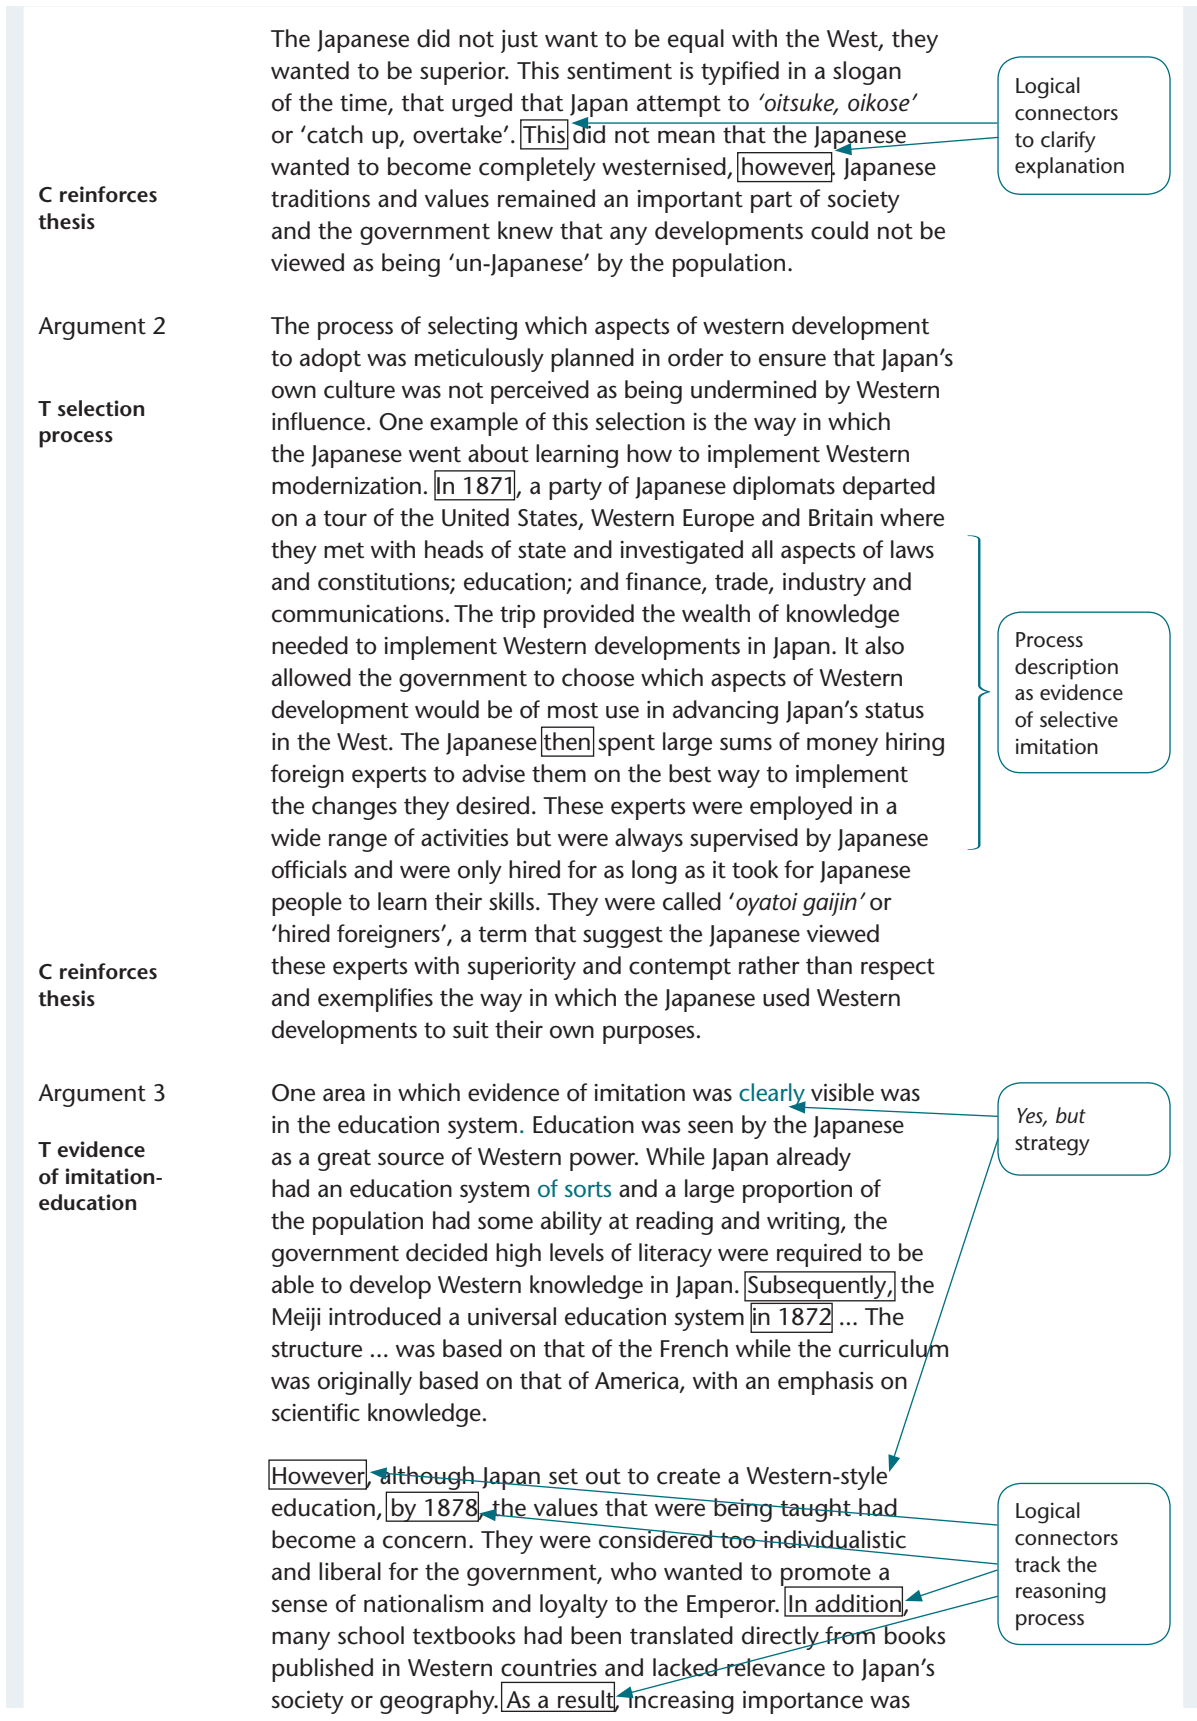 The Japanese did not just want to be equal with the West, they
wanted to be superior. This sentiment is typified in a slogan
of the time, that urged that Japan attempt to ‘oitsuke, oikose’
or ‘catch up, overtake’. This did not mean that the Japanese
wanted to become completely westernised, however. Japanese
traditions and values remained an important part of society
and the government knew that any developments could not be
viewed as being ‘un-Japanese’ by the population.
Logical
connectors
to clarify
explanation
C reinforces
thesis
Argument 2
T selection
process
The process of selecting which aspects of western development
to adopt was meticulously planned in order to ensure that Japan’s
own culture was not perceived as being undermined by Western
influence. One example of this selection is the way in which
the Japanese went about learning how to implement Western
modernization. In 1871, a party of Japanese diplomats departed
on a tour of the United States, Western Europe and Britain where
they met with heads of state and investigated all aspects of laws
and constitutions; education; and finance, trade, industry and
communications. The trip provided the wealth of knowledge
needed to implement Western developments in Japan. It also
allowed the government to choose which aspects of Western
development would be of most use in advancing Japan’s status
in the West. The Japanese then spent large sums of money hiring
foreign experts to advise them on the best way to implement
the changes they desired. These experts were employed in a
wide range of activities but were always supervised by Japanese
officials and were only hired for as long as it took for Japanese
people to learn their skills. They were called ‘oyatoi gaijin’ or
‘hired foreigners’, a term that suggest the Japanese viewed
these experts with superiority and contempt rather than respect
and exemplifies the way in which the Japanese used Western
developments to suit their own purposes.
Process
description
as evidence
of selective
imitation
C reinforces
thesis
Argument 3
T evidence
of imitation-
education
One area in which evidence of imitation was clearly visible was
in the education system. Education was seen by the Japanese
as a great source of Western power. While Japan already
had an education system of sorts and a large proportion of
the population had some ability at reading and writing, the
government decided high levels of literacy were required to be
able to develop Western knowledge in Japan. Subsequently, the
Meiji introduced a universal education system in 1872 ... The
structure ... was based on that of the French while the curriculum
was originally based on that of America, with an emphasis on
scientific knowledge.
Yes, but
strategy
However, although Japan set out to create a Western-style
education, by 1878, the values that were being taught had
become a concern. They were considered too individualistic
and liberal for the government, who wanted to promote a
sense of nationalism and loyalty to the Emperor. In addition,
many school textbooks had been translated directly from books
published in Western countries and lacked relevance to Japan’s
society or geography. As a result, increasing importance was
Logical
connectors
track the
reasoning
process